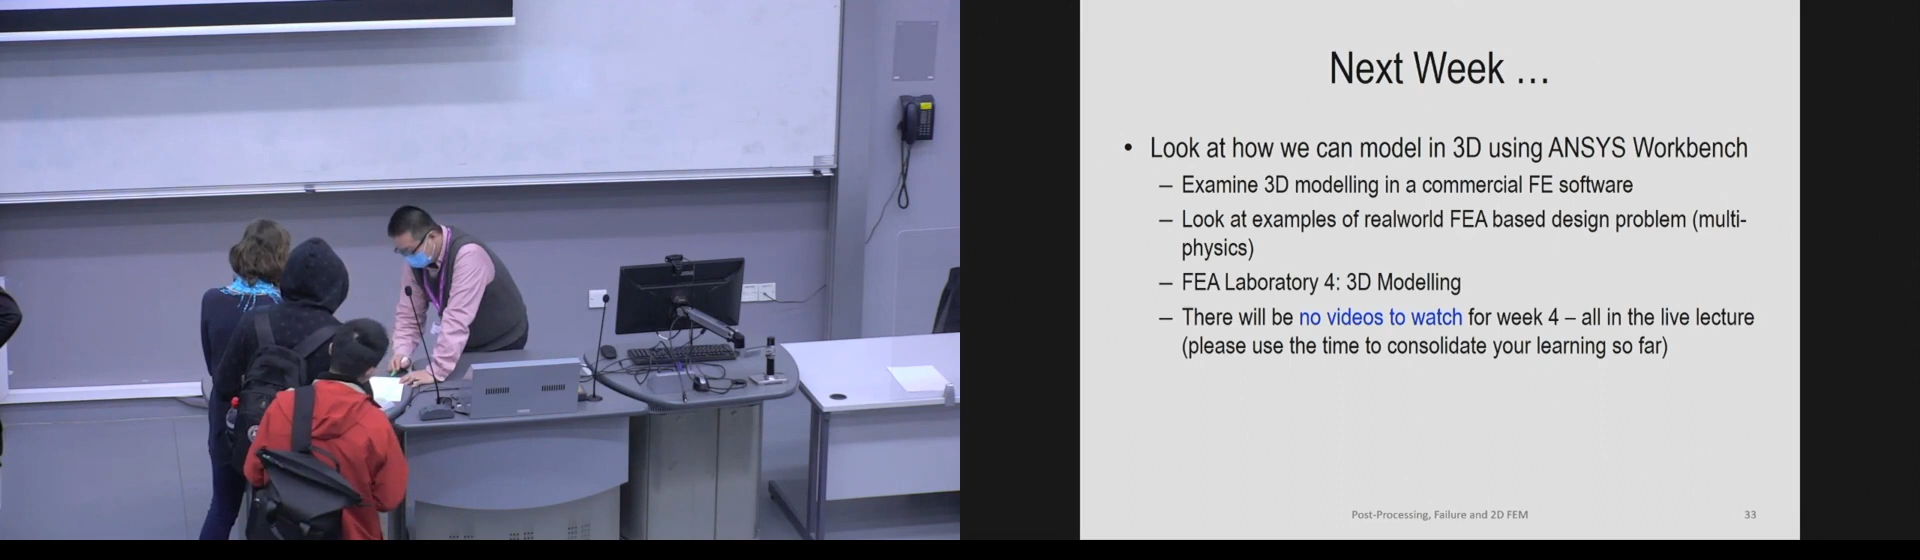 Next Week …
• Look at how we can model in 3D using ANSYS Workbench
– Examine 3D modelling in a commercial FE software
– Look at examples of realworld FEA based design problem (multi-
physics)
– FEA Laboratory 4: 3D Modelling
– There will be no videos to watch for week 4 – all in the live lecture
(please use the time to consolidate your learning so far)
Post-Processing, Failure and 2D FEM
33